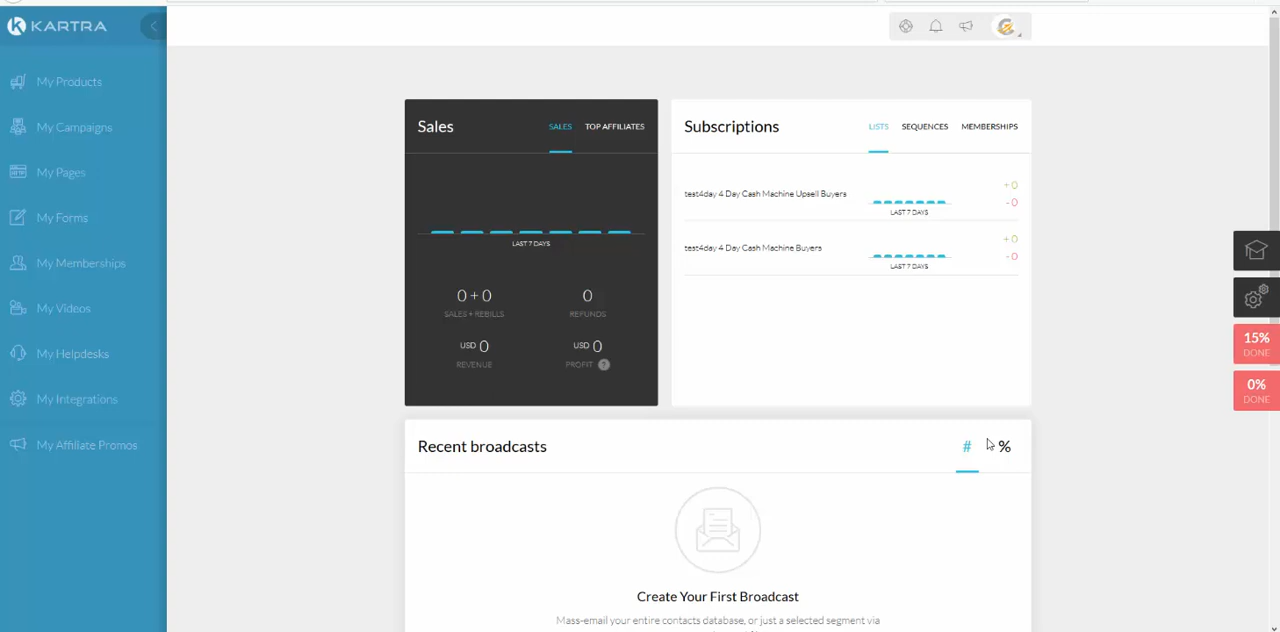 KARTRA
My Products
My Campaigns
My Pages
My Forms
My Memberships
My Videos
My Helpdesks
My Integrations
My Affiliate Promos
Sales
SALES
TOP AFFILIATES
LAST 7 DAYS
0 + 0
SALES + REBILLS
0
REFUNDS
USD 0
REVENUE
USD 0
PROFIT ?
Subscriptions
LISTS
SEQUENCES
MEMBERSHIPS
test4day 4 Day Cash Machine Upsell Buyers
LAST 7 DAYS
+ 0
- 0
test4day 4 Day Cash Machine Buyers
LAST 7 DAYS
+ 0
- 0
15%
DONE
0%
DONE
Recent broadcasts
# %
Create Your First Broadcast
Mass-email your entire contacts database, or just a selected segment via